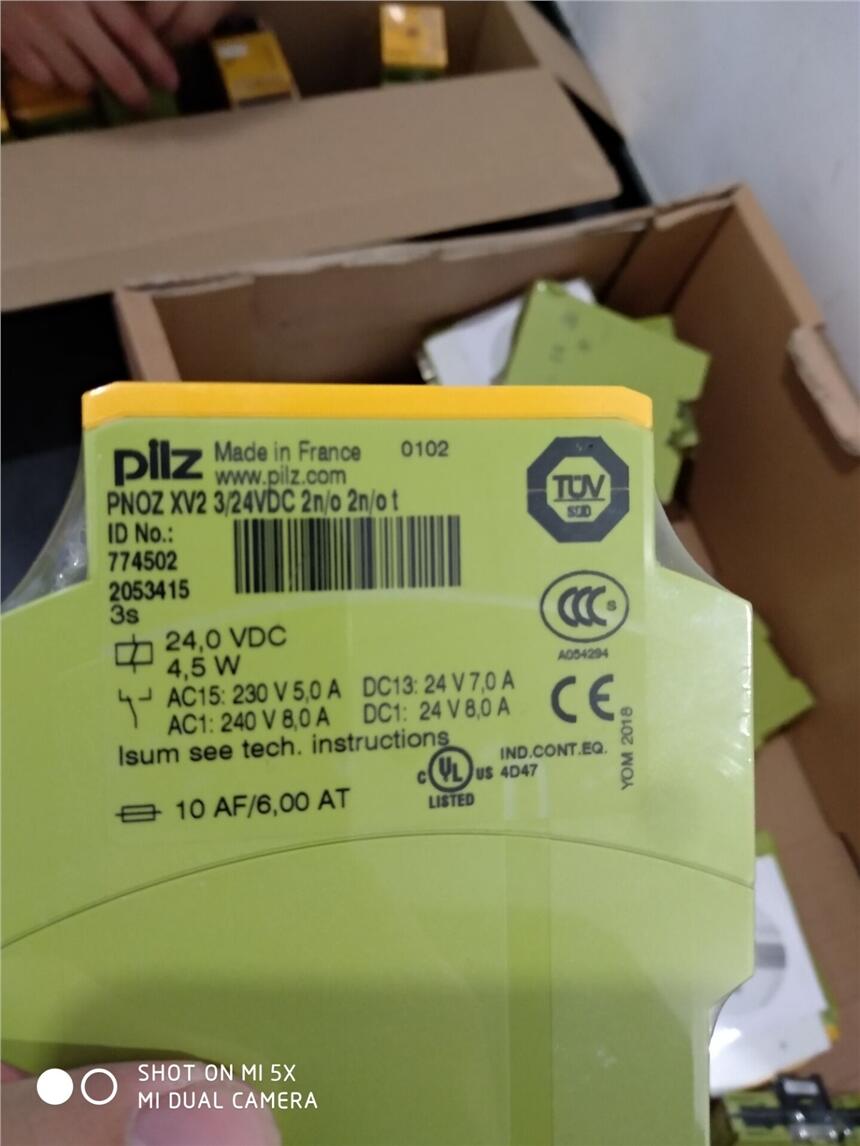 pilz Made in France 0102
www.pilz.com
PNOZ XV2 3/24VDC 2n/o 2n/o t
ID No.:
774502
2053415
3s
24,0 VDC
4,5 W
AC15: 230 V 5,0 A DC13: 24 V 7,0 A
AC1: 240 V 8,0 A DC1: 24 V 8,0 A
Isum see tech. instructions
10 AF/6,00 AT
TÜV
SÜD
CCC S
A054294
CE
YOM 2018
C UL US
LISTED
IND.CONT.EQ.
4D47
SHOT ON MI 5X
MI DUAL CAMERA